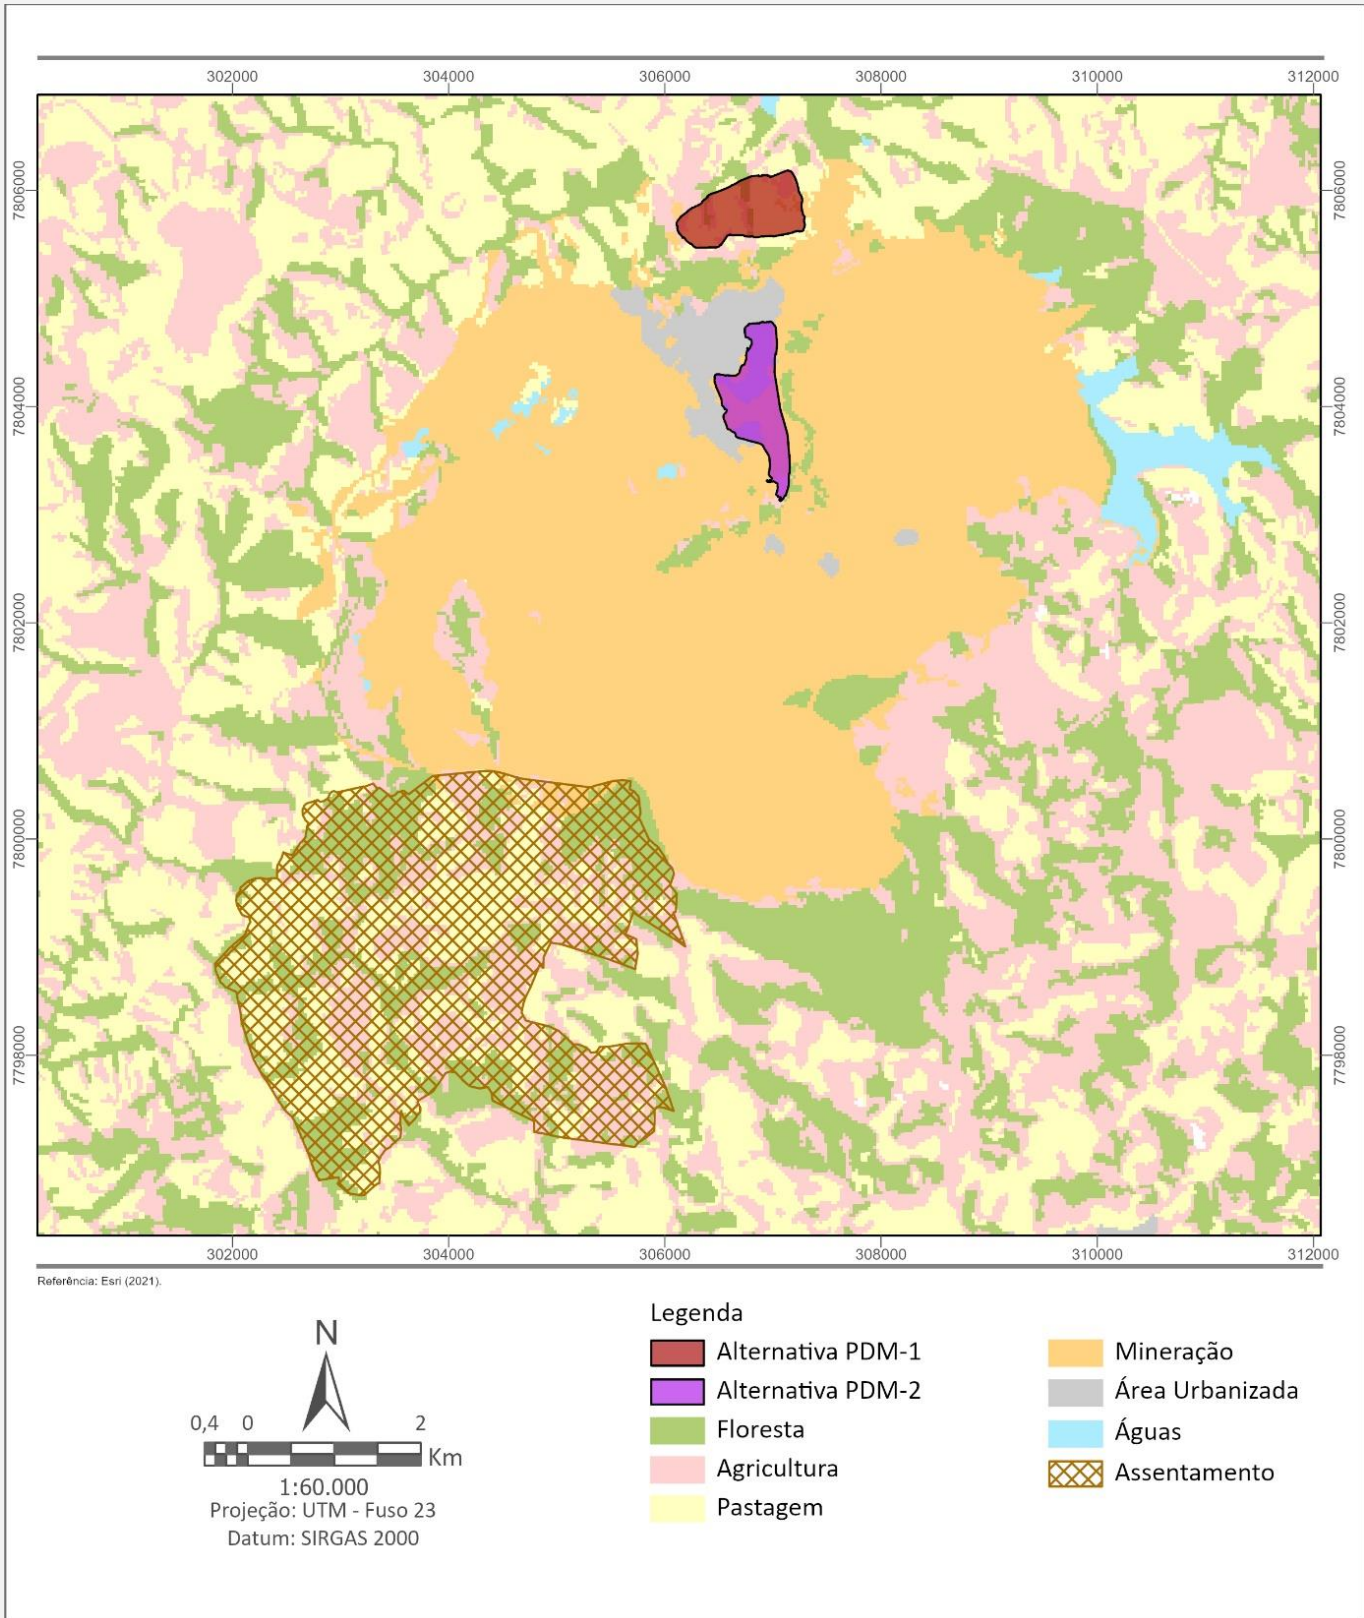 302000 304000 306000 308000 310000 312000
7806000 7806000
7804000 7804000
7802000 7802000
7800000 7800000
7798000 7798000
302000 304000 306000 308000 310000 312000
Referência: Esri (2021).
N
0,4 0 2
Km
1:60.000
Projeção: UTM - Fuso 23
Datum: SIRGAS 2000
Legenda
Alternativa PDM-1
Alternativa PDM-2
Floresta
Agricultura
Pastagem
Mineração
Área Urbanizada
Águas
Assentamento